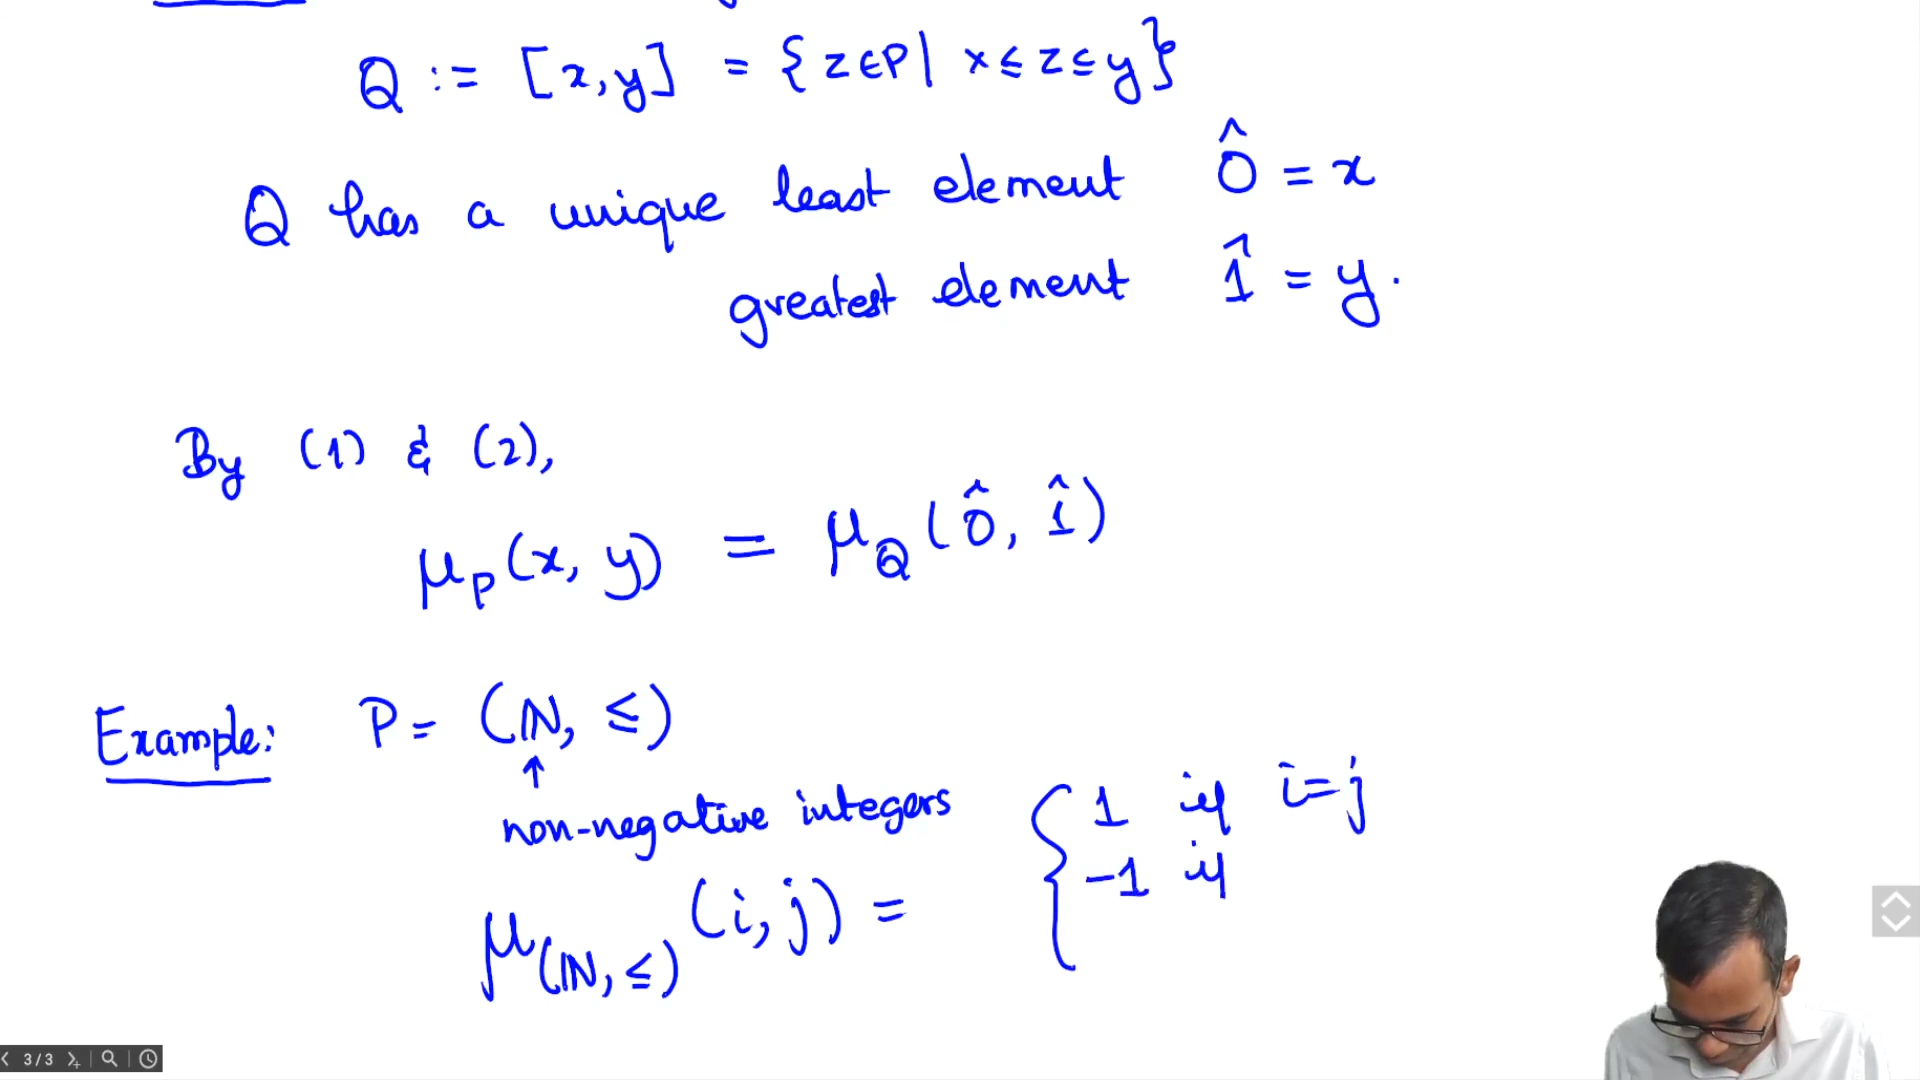 Q := [x, y] = {z∈P | x ≤ z ≤ y}
Q has a unique least element 0̂ = x
greatest element 1̂ = y.
By (1) & (2),
μ_P(x, y) = μ_Q(0̂, 1̂)
Example: P = (ℕ, ≤)
↑
non-negative integers
μ_(ℕ, ≤)(i, j) = { 1 if i=j
-1 if
3/3